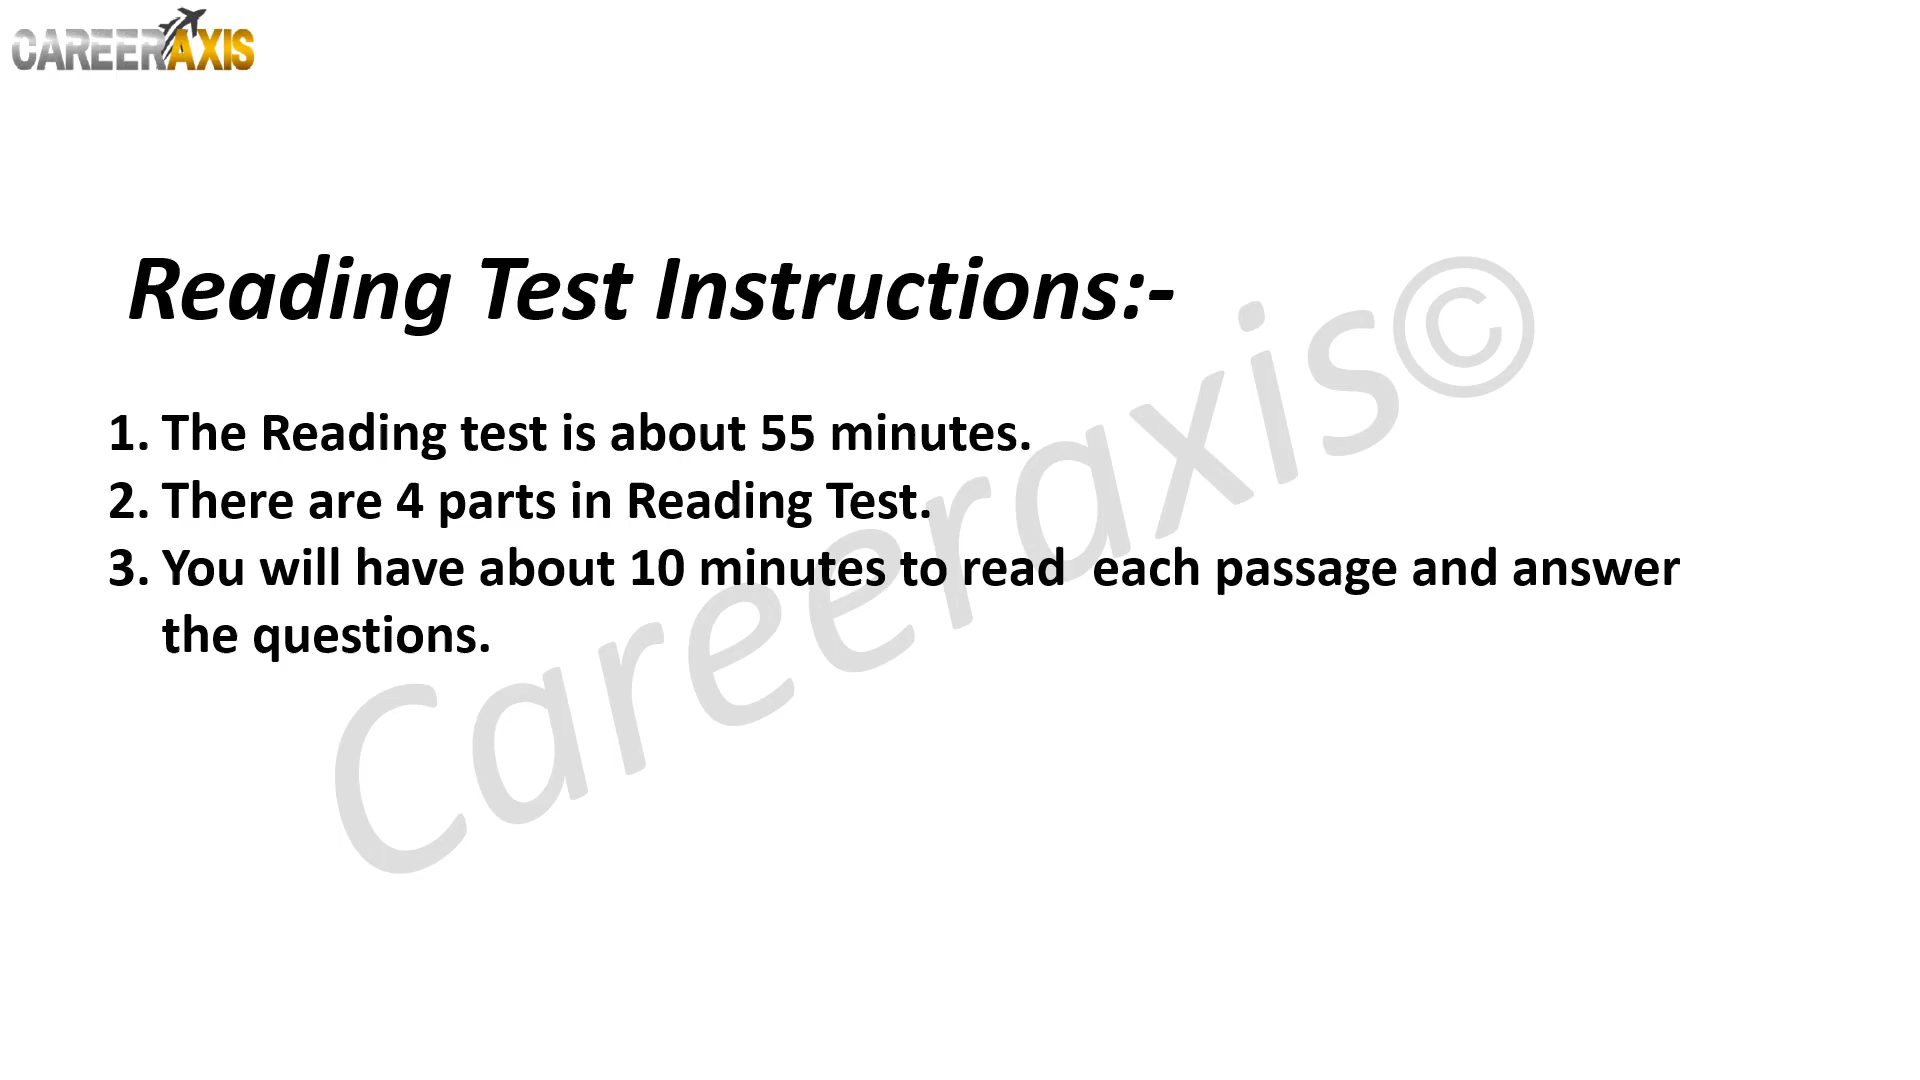 CAREERAXIS
Reading Test Instructions:-
1. The Reading test is about 55 minutes.
2. There are 4 parts in Reading Test.
3. You will have about 10 minutes to read  each passage and answer
the questions.
Careeraxis©